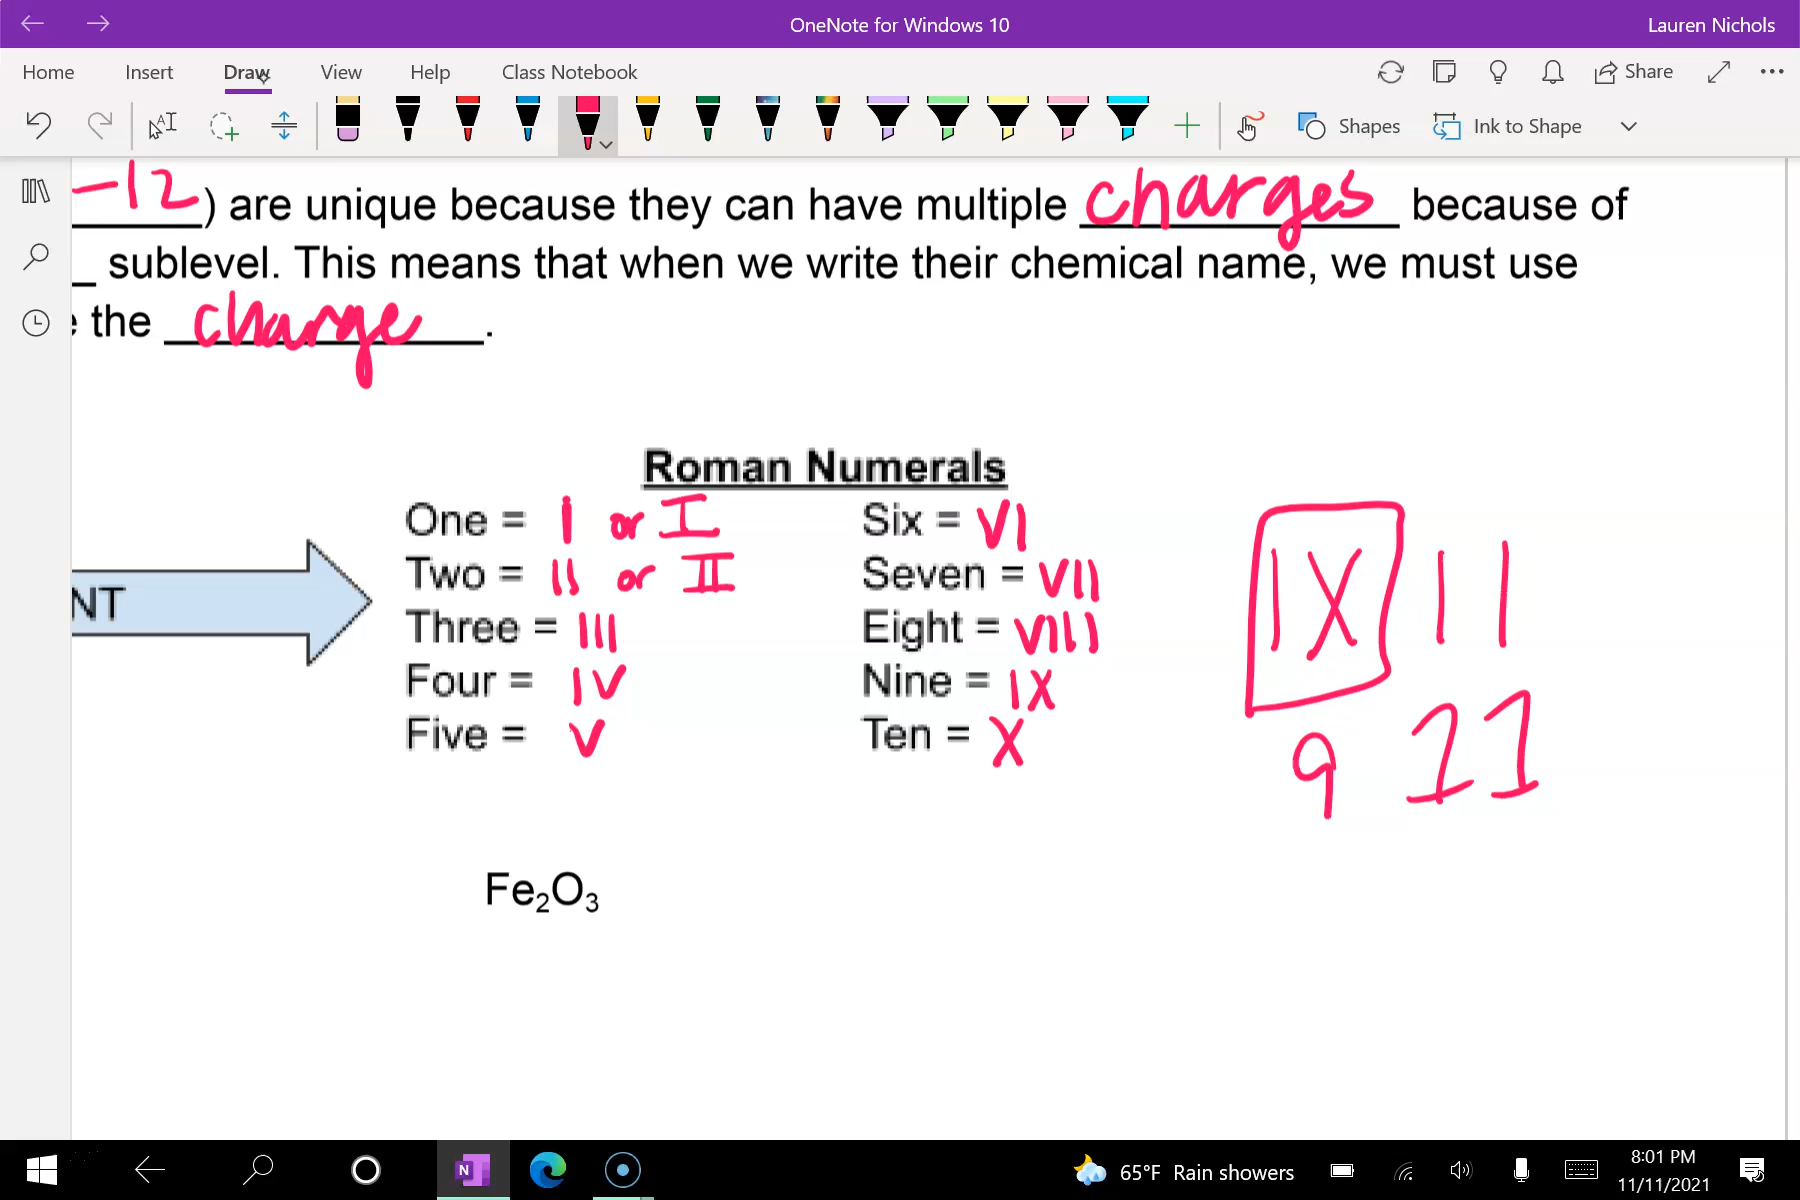 OneNote for Windows 10 Lauren Nichols
Home Insert Draw View Help Class Notebook Share
Shapes Ink to Shape
-12) are unique because they can have multiple charges because of
sublevel. This means that when we write their chemical name, we must use
the charge.
Roman Numerals
One = I or I
Two = II or II
Three = III
Four = IV
Five = V
Six = VI
Seven = VII
Eight = VIII
Nine = IX
Ten = X
NT
IX I I
9 1 1
Fe₂O₃
65°F Rain showers
8:01 PM
11/11/2021